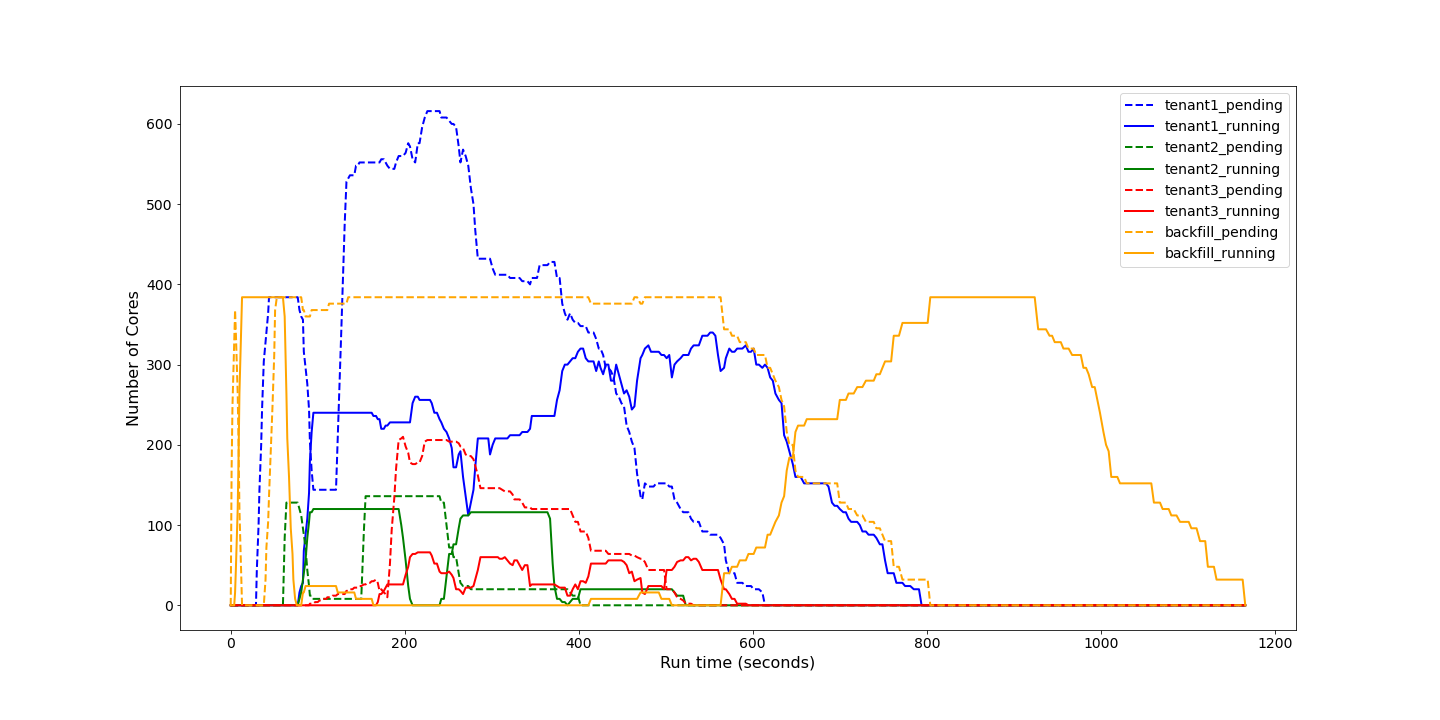 600
500
400
300
200
100
0
Number of Cores
0
200
400
600
800
1000
1200
Run time (seconds)
tenant1_pending
tenant1_running
tenant2_pending
tenant2_running
tenant3_pending
tenant3_running
backfill_pending
backfill_running